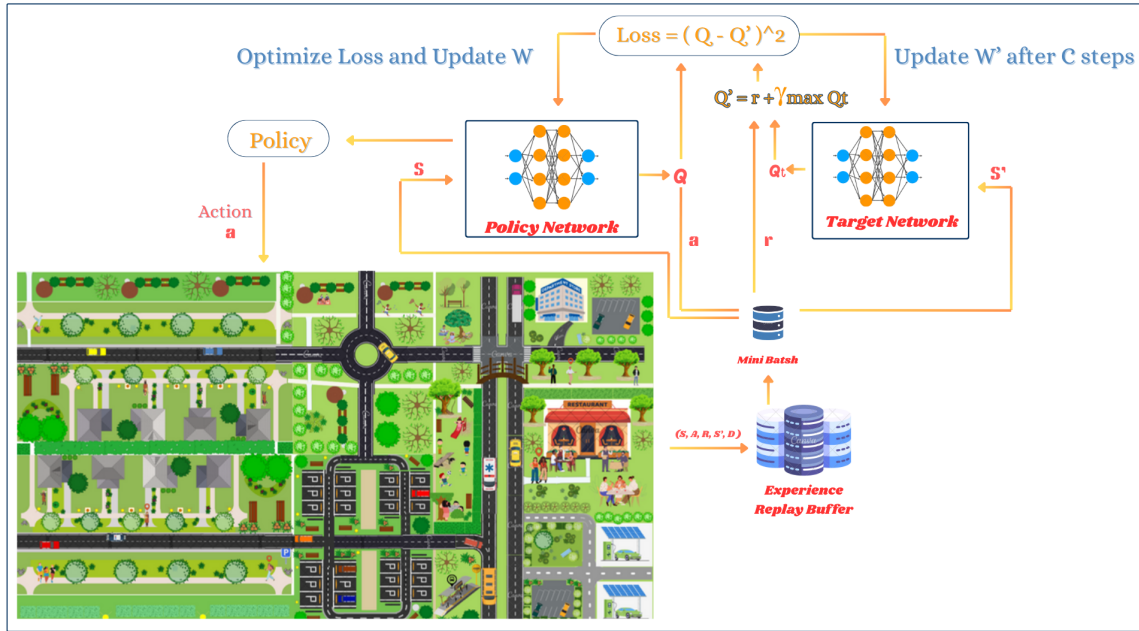 Loss = ( Q - Q' )^2
Optimize Loss and Update W
Update W' after C steps
Q' = r + γ max Qt
Policy
S
Q
Qt
S'
Policy Network
Target Network
Action
a
a
r
Mini Batsh
RESTAURANT
(S, A, R, S', D )
Experience
Replay Buffer
P